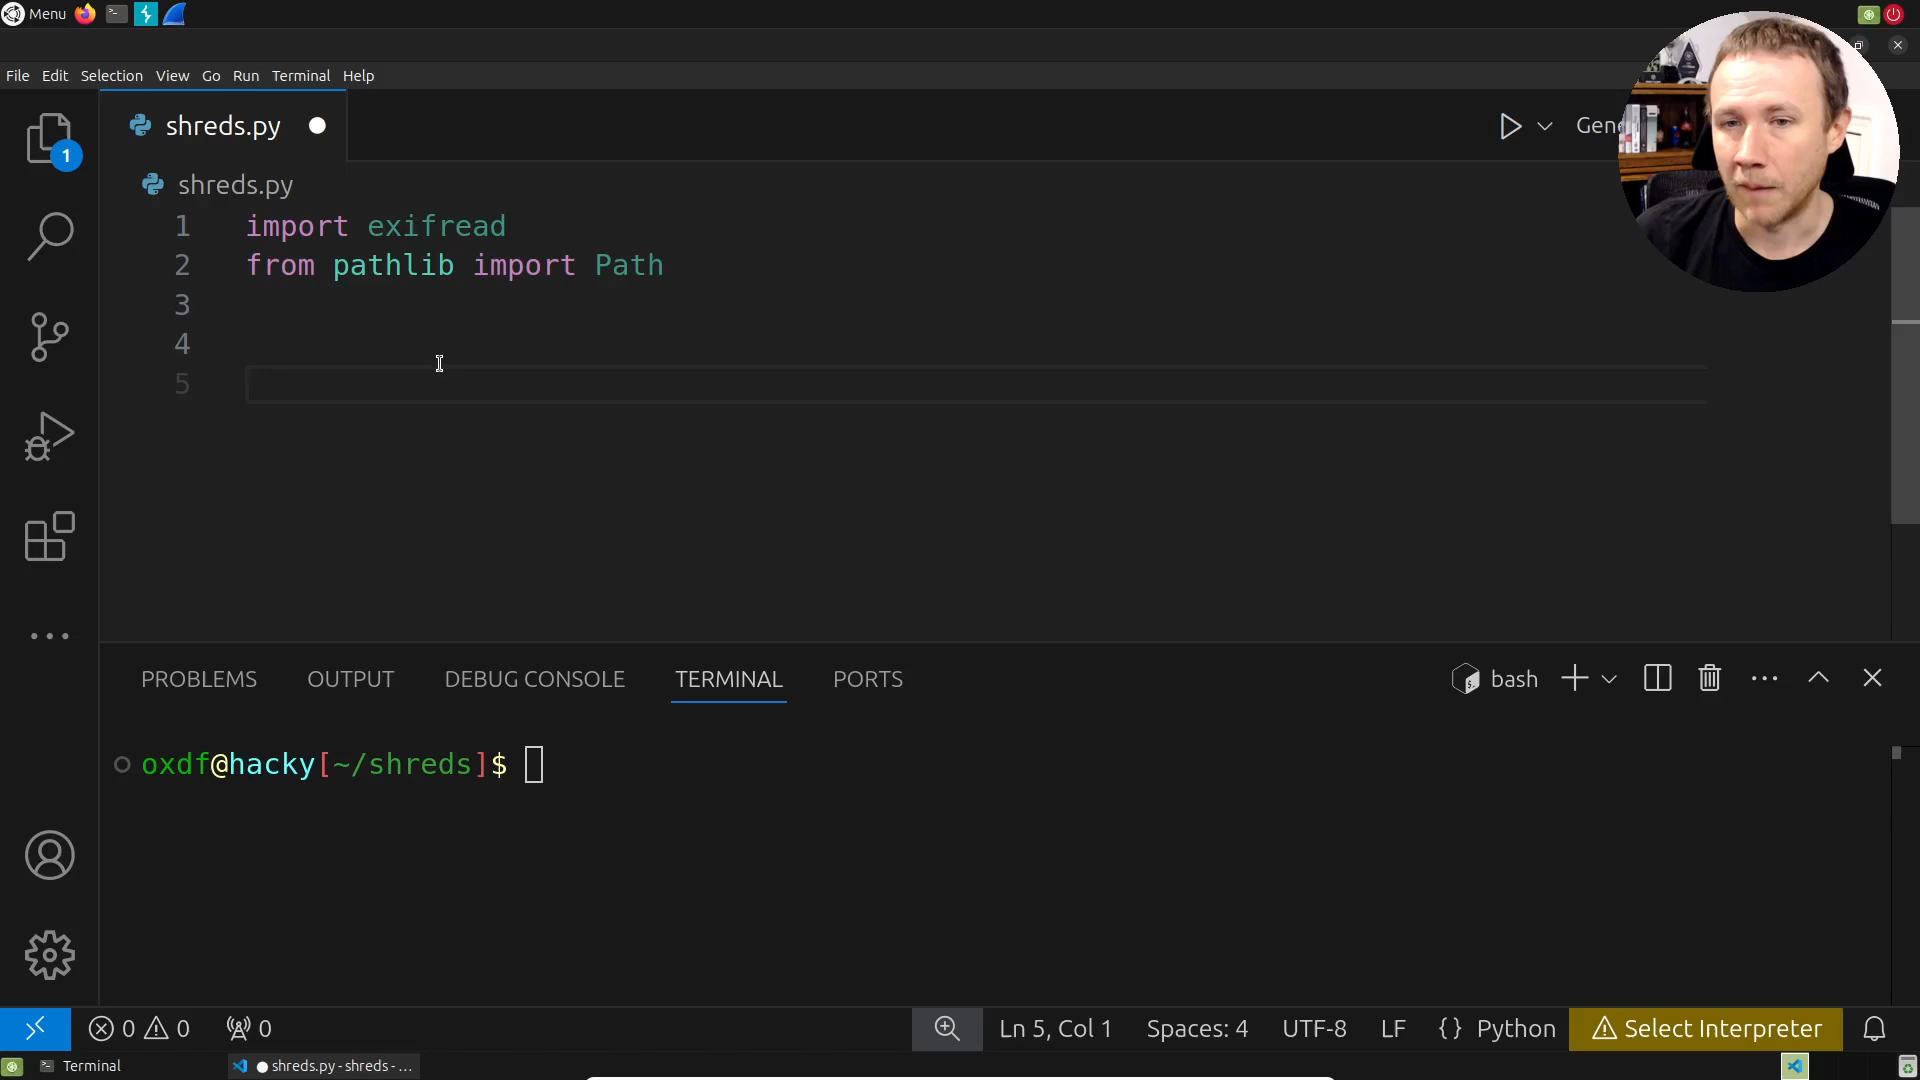 Menu
File Edit Selection View Go Run Terminal Help
shreds.py
shreds.py
1 import exifread
2 from pathlib import Path
3
4
5
1
PROBLEMS OUTPUT DEBUG CONSOLE TERMINAL PORTS
bash
oxdf@hacky[~/shreds]$
0 0 0
Ln 5, Col 1 Spaces: 4 UTF-8 LF {} Python Select Interpreter
Terminal
shreds.py - shreds - ...